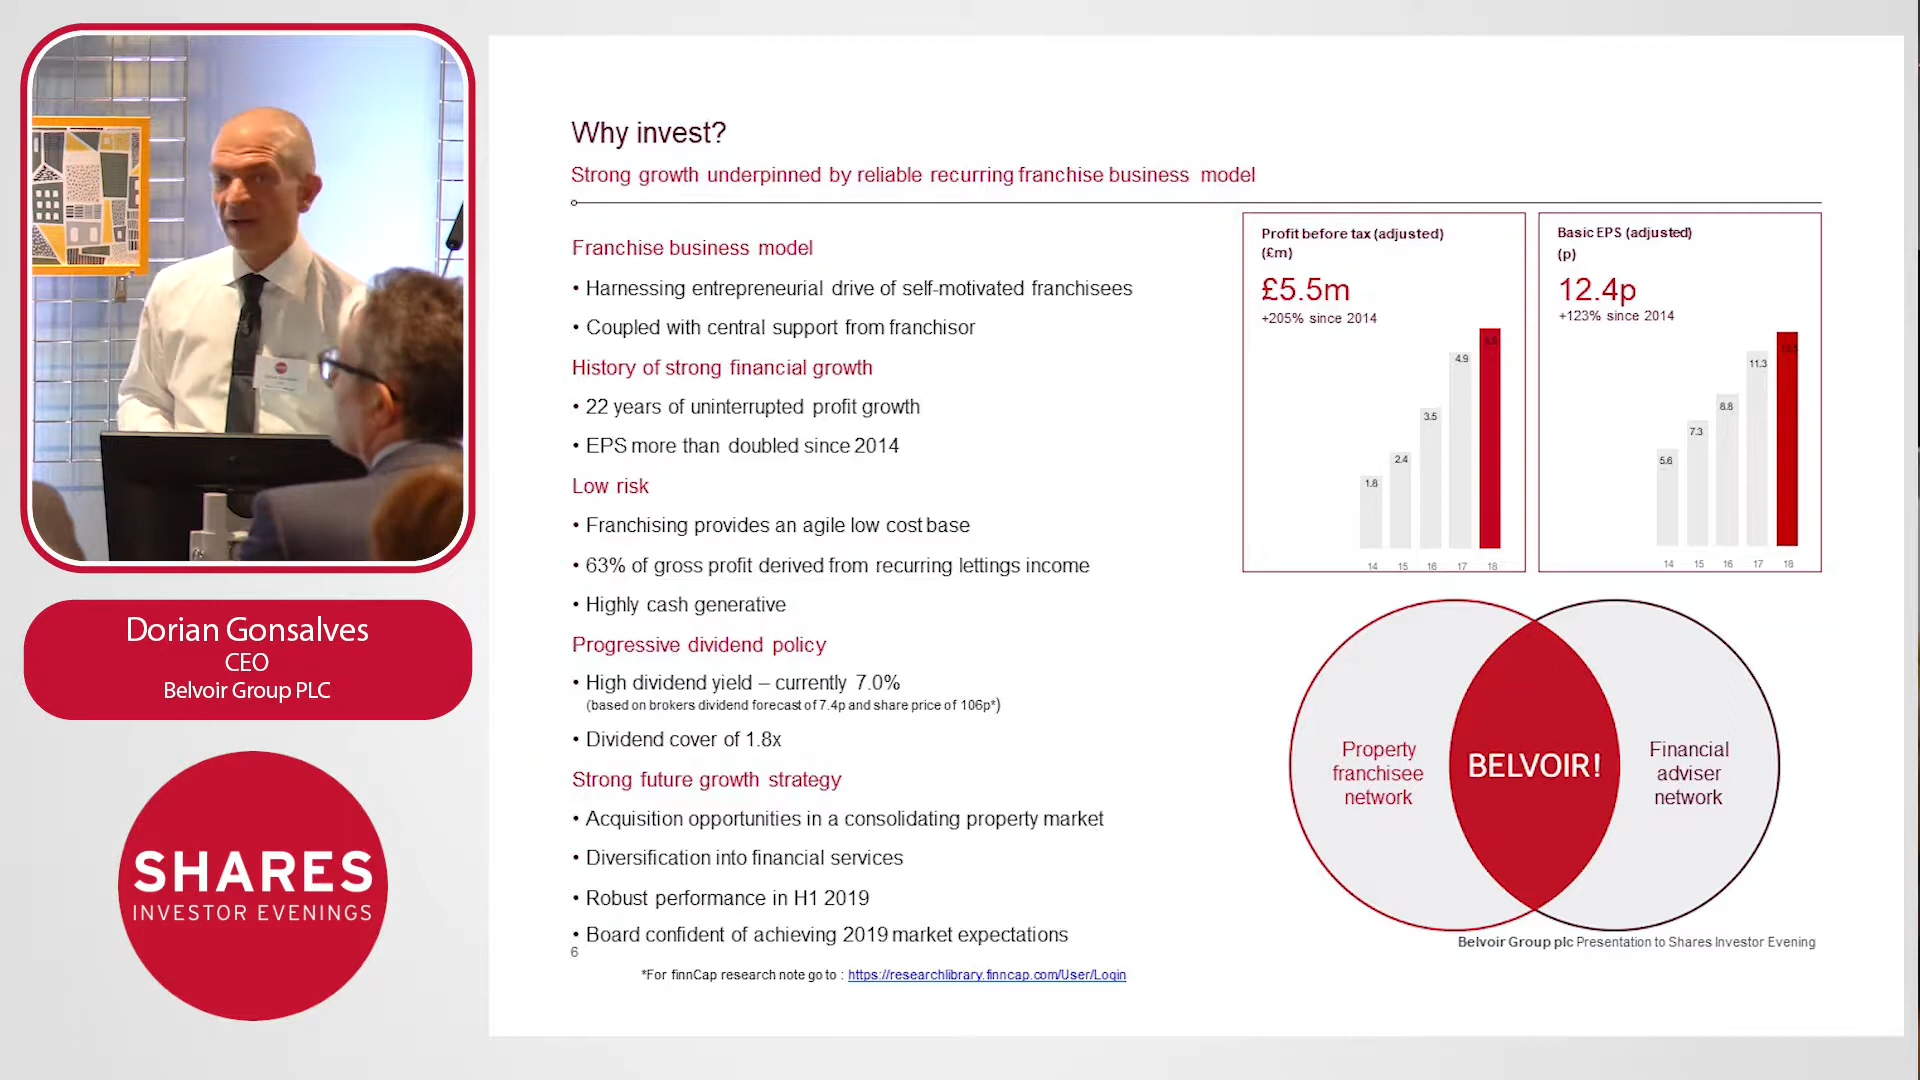 Dorian Gonsalves
CEO
Belvoir Group PLC
SHARES
INVESTOR EVENINGS
Why invest?
Strong growth underpinned by reliable recurring franchise business model
Franchise business model
• Harnessing entrepreneurial drive of self-motivated franchisees
• Coupled with central support from franchisor
History of strong financial growth
• 22 years of uninterrupted profit growth
• EPS more than doubled since 2014
Low risk
• Franchising provides an agile low cost base
• 63% of gross profit derived from recurring lettings income
• Highly cash generative
Progressive dividend policy
• High dividend yield – currently 7.0%
(based on brokers dividend forecast of 7.4p and share price of 106p*)
• Dividend cover of 1.8x
Strong future growth strategy
• Acquisition opportunities in a consolidating property market
• Diversification into financial services
• Robust performance in H1 2019
• Board confident of achieving 2019 market expectations
6
*For finnCap research note go to : https://researchlibrary.finncap.com/User/Login
Profit before tax (adjusted)
(£m)
£5.5m
+205% since 2014
1.8
2.4
3.5
4.9
14 15 16 17 18
Basic EPS (adjusted)
(p)
12.4p
+123% since 2014
5.6
7.3
8.8
11.3
14 15 16 17 18
Property
franchisee
network
BELVOIR!
Financial
adviser
network
Belvoir Group plc Presentation to Shares Investor Evening